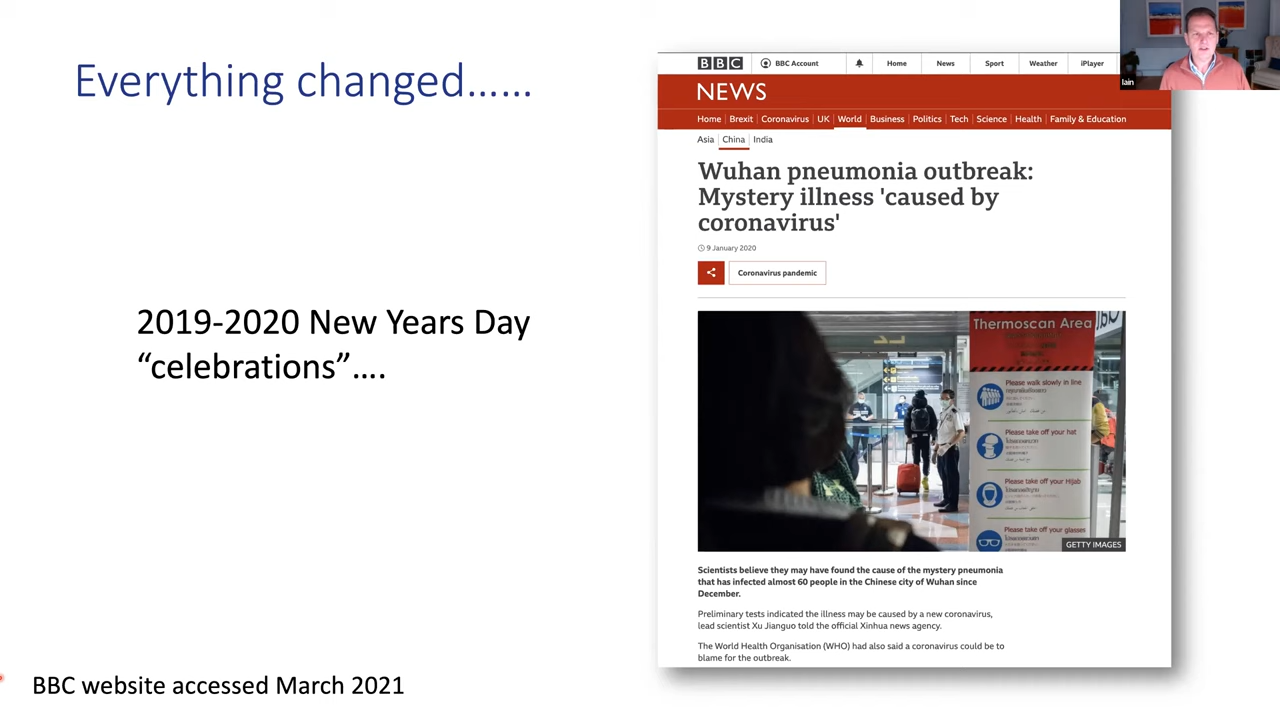 Everything changed……
2019-2020 New Years Day
“celebrations”….
BBC website accessed March 2021
BBC
BBC Account
Home
News
Sport
Weather
iPlayer
Iain
NEWS
Home
Brexit
Coronavirus
UK
World
Business
Politics
Tech
Science
Health
Family & Education
Asia
China
India
Wuhan pneumonia outbreak:
Mystery illness 'caused by
coronavirus'
9 January 2020
Coronavirus pandemic
Thermoscan Area
Please walk slowly in line
Please take off your hat
Please take off your Hijab
Please take off your glasses
GETTY IMAGES
Scientists believe they may have found the cause of the mystery pneumonia
that has infected almost 60 people in the Chinese city of Wuhan since
December.
Preliminary tests indicated the illness may be caused by a new coronavirus,
lead scientist Xu Jianguo told the official Xinhua news agency.
The World Health Organisation (WHO) had also said a coronavirus could be to
blame for the outbreak.